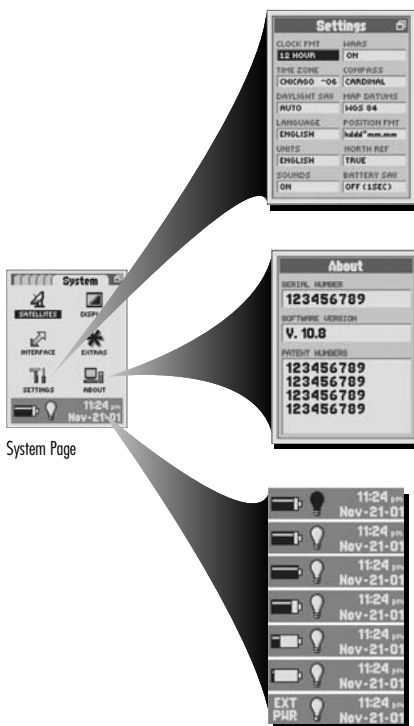 Settings
CLOCK FMT WAAS
12 HOUR ON
TIME ZONE COMPASS
CHICAGO -06 CARDINAL
DAYLIGHT SAV MAP DATUMS
AUTO WGS 84
LANGUAGE POSITION FMT
ENGLISH hddd°mm.mm
UNITS NORTH REF
ENGLISH TRUE
SOUNDS BATTERY SAV
ON OFF (1SEC)
System
SATELLITES
INTERFACE EXTRAS
SETTINGS ABOUT
11:24 pm
Nov-21-01
System Page
About
SERIAL NUMBER
123456789
SOFTWARE VERSION
V. 10.8
PATENT NUMBERS
123456789
123456789
123456789
123456789
11:24 pm
Nov-21-01
11:24 pm
Nov-21-01
11:24 pm
Nov-21-01
11:24 pm
Nov-21-01
11:24 pm
Nov-21-01
11:24 pm
Nov-21-01
EXT 11:24 pm
PWR Nov-21-01